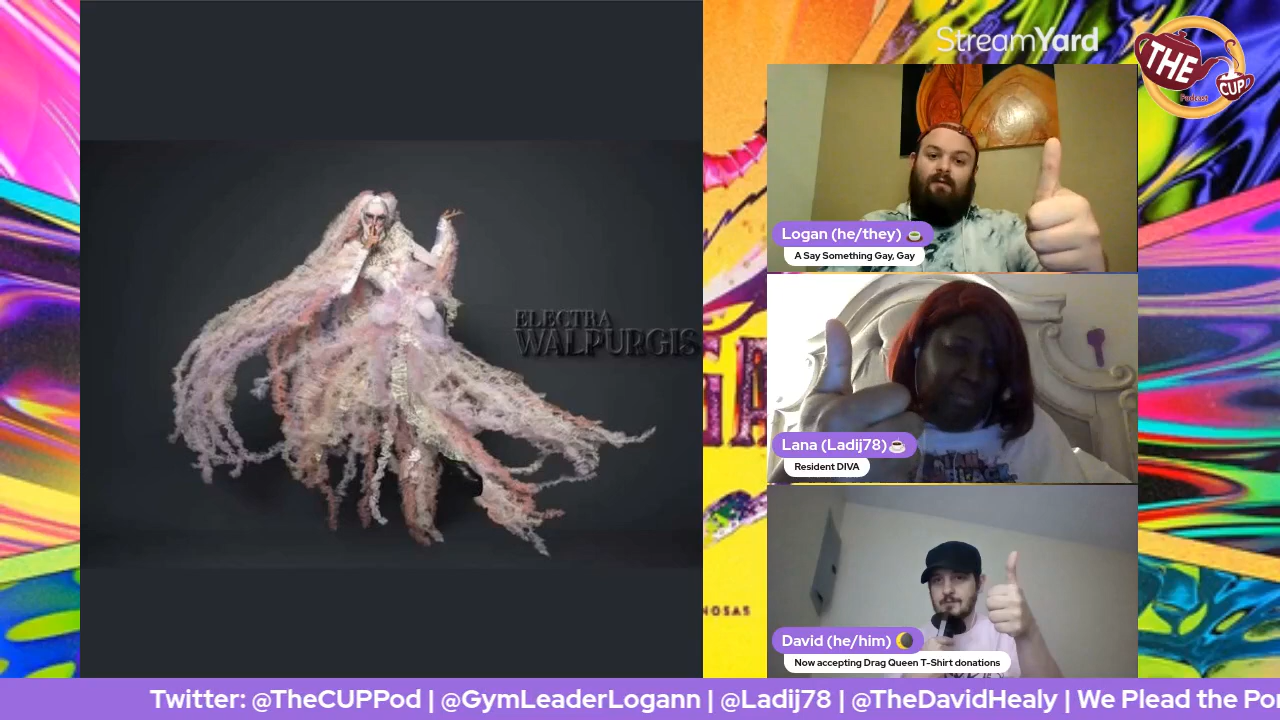 StreamYard
THE
CUP
Podcast
ELECTRA
WALPURGIS
Logan (he/they) ☕
A Say Something Gay, Gay
Lana (Ladij78)☕
Resident DIVA
NOSAS
David (he/him) 🌖
Now accepting Drag Queen T-Shirt donations
Twitter: @TheCUPPod | @GymLeaderLogann | @Ladij78 | @TheDavidHealy | We Plead the Po